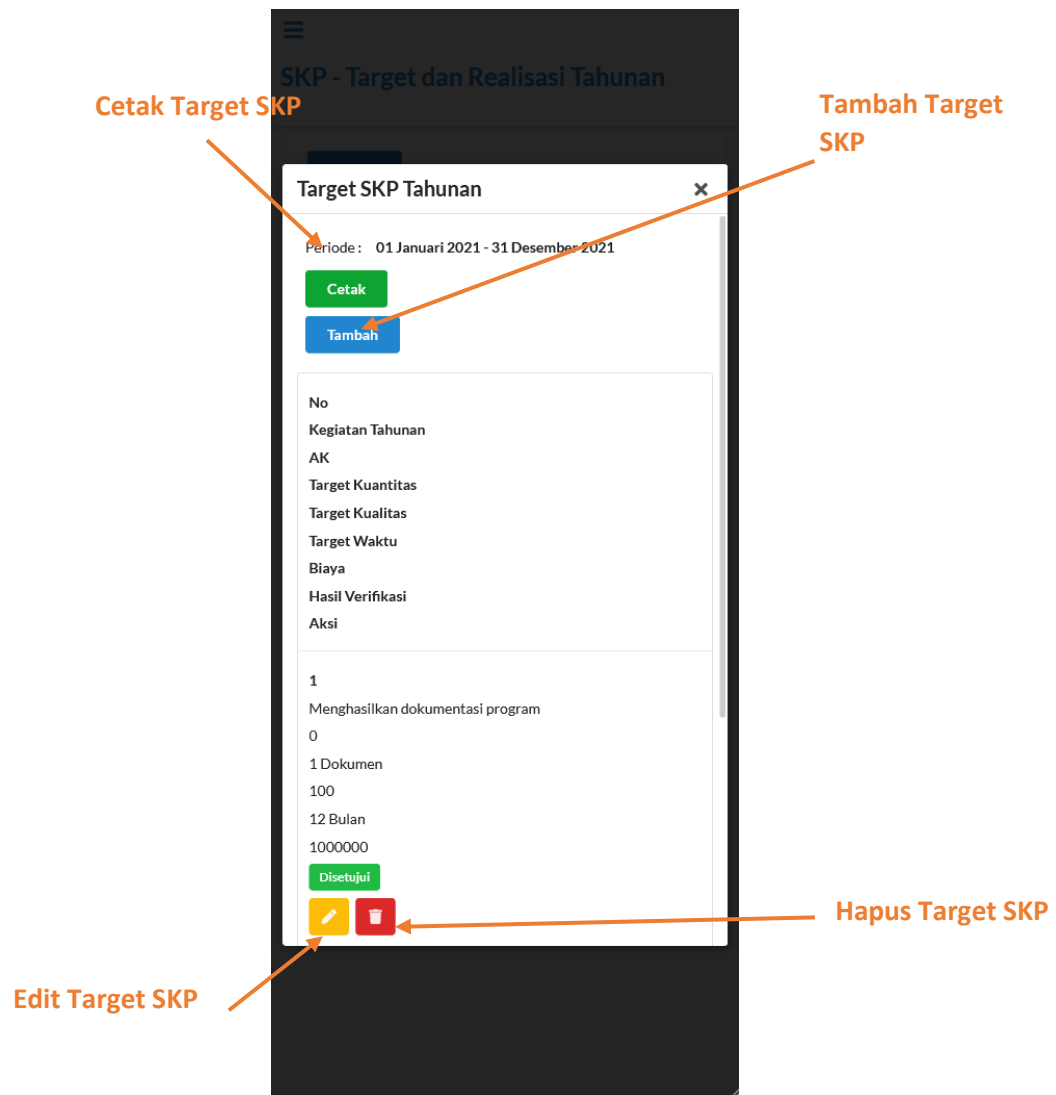 SKP - Target dan Realisasi Tahunan
Cetak Target SKP
Tambah Target
SKP
Target SKP Tahunan
Periode : 01 Januari 2021 - 31 Desember 2021
Cetak
Tambah
No
Kegiatan Tahunan
AK
Target Kuantitas
Target Kualitas
Target Waktu
Biaya
Hasil Verifikasi
Aksi
1
Menghasilkan dokumentasi program
0
1 Dokumen
100
12 Bulan
1000000
Disetujui
Hapus Target SKP
Edit Target SKP